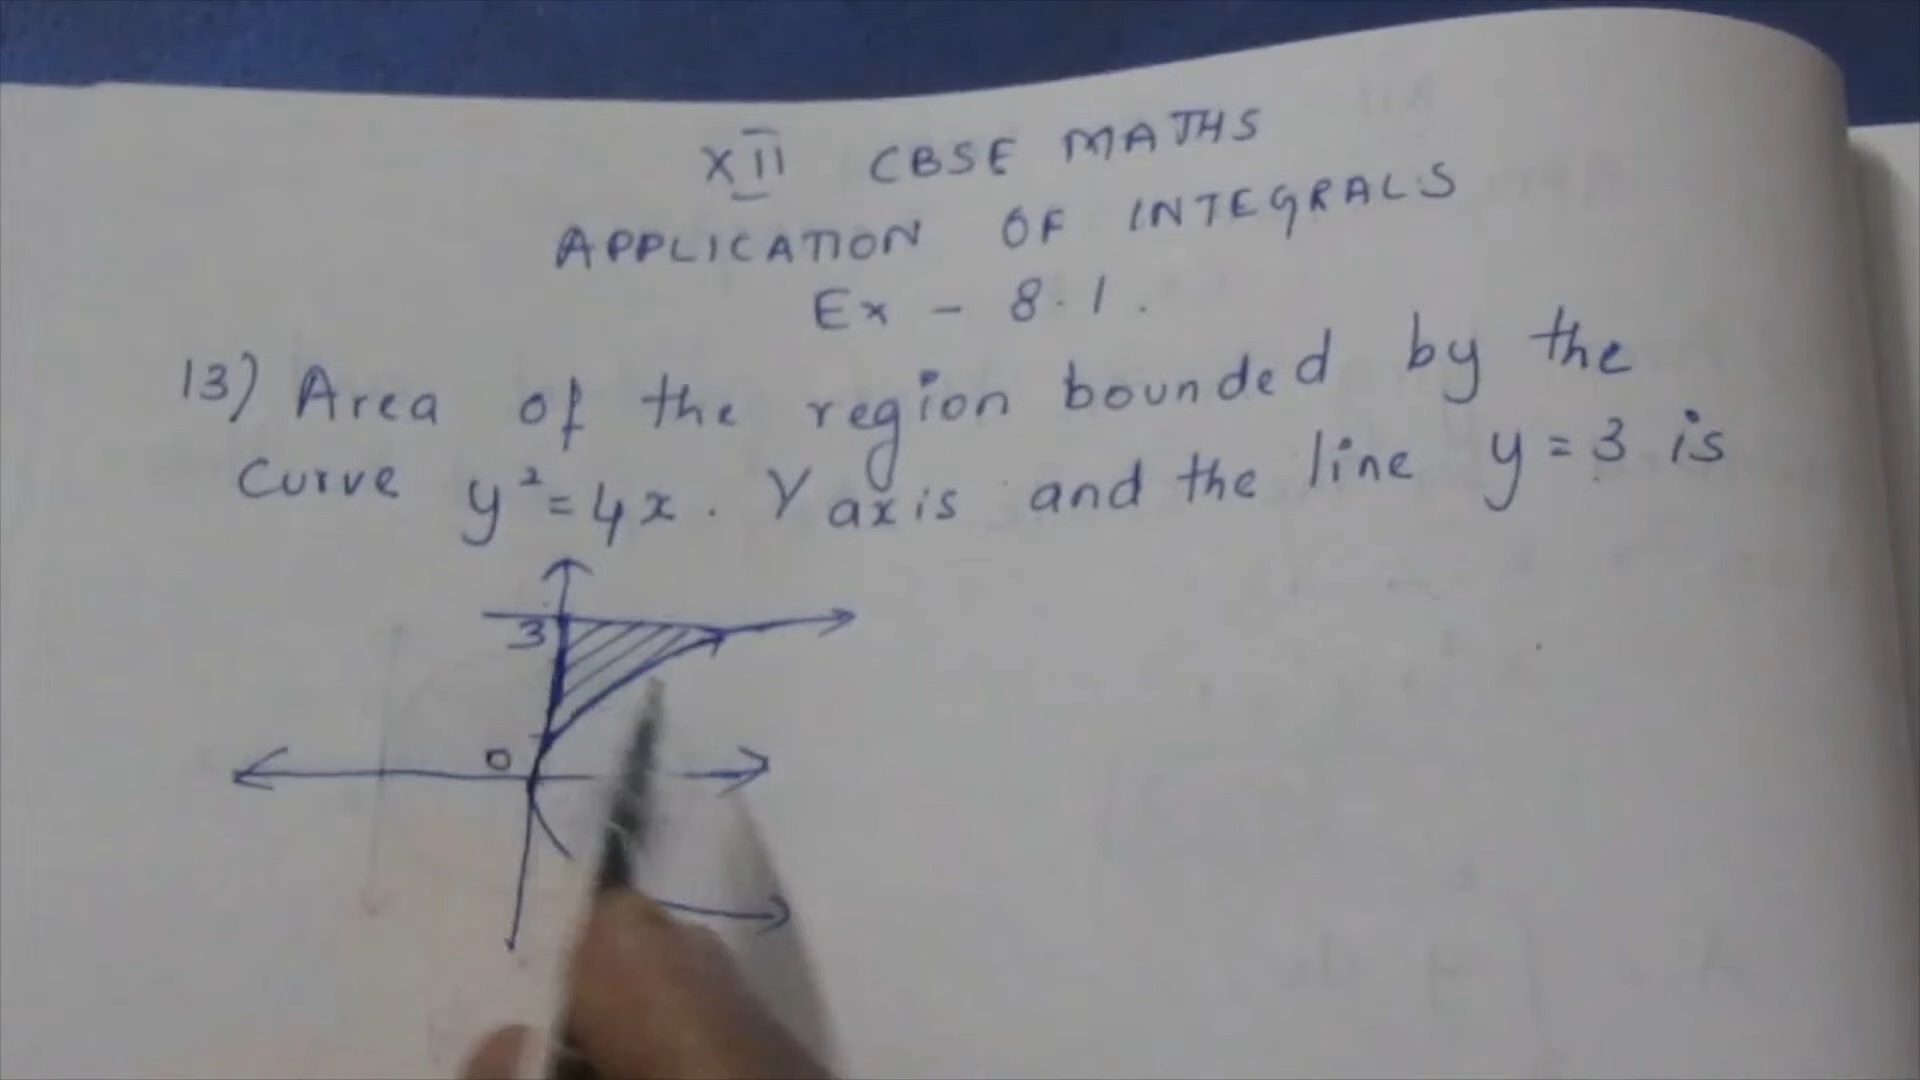 XII CBSE MATHS
APPLICATION OF INTEGRALS
Ex - 8.1.
13) Area of the region bounded by the
Curve y²=4x. Y axis and the line y=3 is
3
0